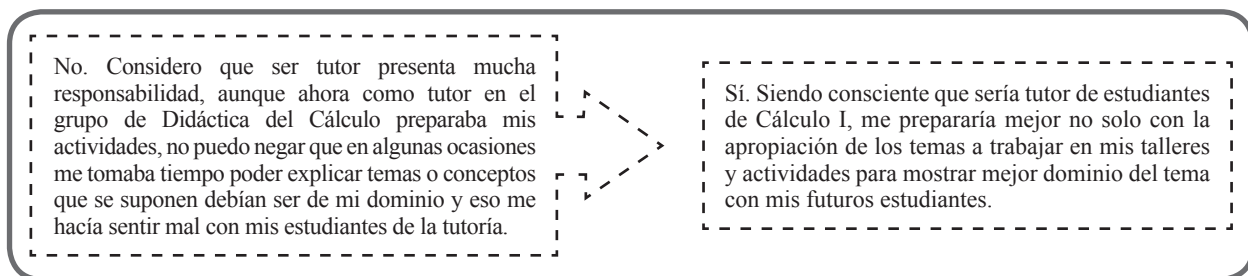 No. Considero que ser tutor presenta mucha
responsabilidad, aunque ahora como tutor en el
grupo de Didáctica del Cálculo preparaba mis
actividades, no puedo negar que en algunas ocasiones
me tomaba tiempo poder explicar temas o conceptos
que se suponen debían ser de mi dominio y eso me
hacía sentir mal con mis estudiantes de la tutoría.
Sí. Siendo consciente que sería tutor de estudiantes
de Cálculo I, me prepararía mejor no solo con la
apropiación de los temas a trabajar en mis talleres
y actividades para mostrar mejor dominio del tema
con mis futuros estudiantes.